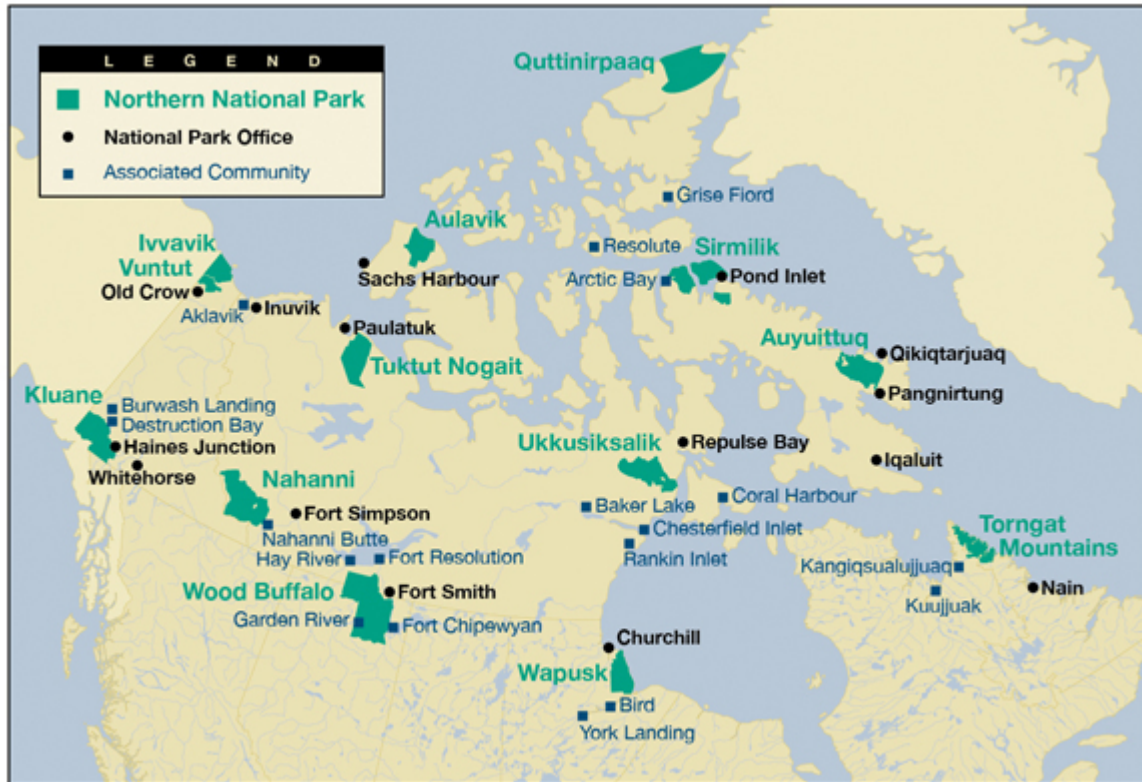 LEGEND
Northern National Park
National Park Office
Associated Community
Quttinirpaaq
Grise Fiord
Aulavik
Resolute
Sirmilik
Ivvavik
Vuntut
Sachs Harbour
Arctic Bay
Pond Inlet
Old Crow
Aklavik
Inuvik
Paulatuk
Tuktut Nogait
Auyuittuq
Qikiqtarjuaq
Pangnirtung
Kluane
Burwash Landing
Destruction Bay
Haines Junction
Whitehorse
Ukkusiksalik
Repulse Bay
Iqaluit
Nahanni
Fort Simpson
Nahanni Butte
Baker Lake
Coral Harbour
Chesterfield Inlet
Rankin Inlet
Hay River
Fort Resolution
Torngat
Mountains
Kangiqsualujjuaq
Kuujjuak
Nain
Wood Buffalo
Fort Smith
Garden River
Fort Chipewyan
Churchill
Wapusk
Bird
York Landing